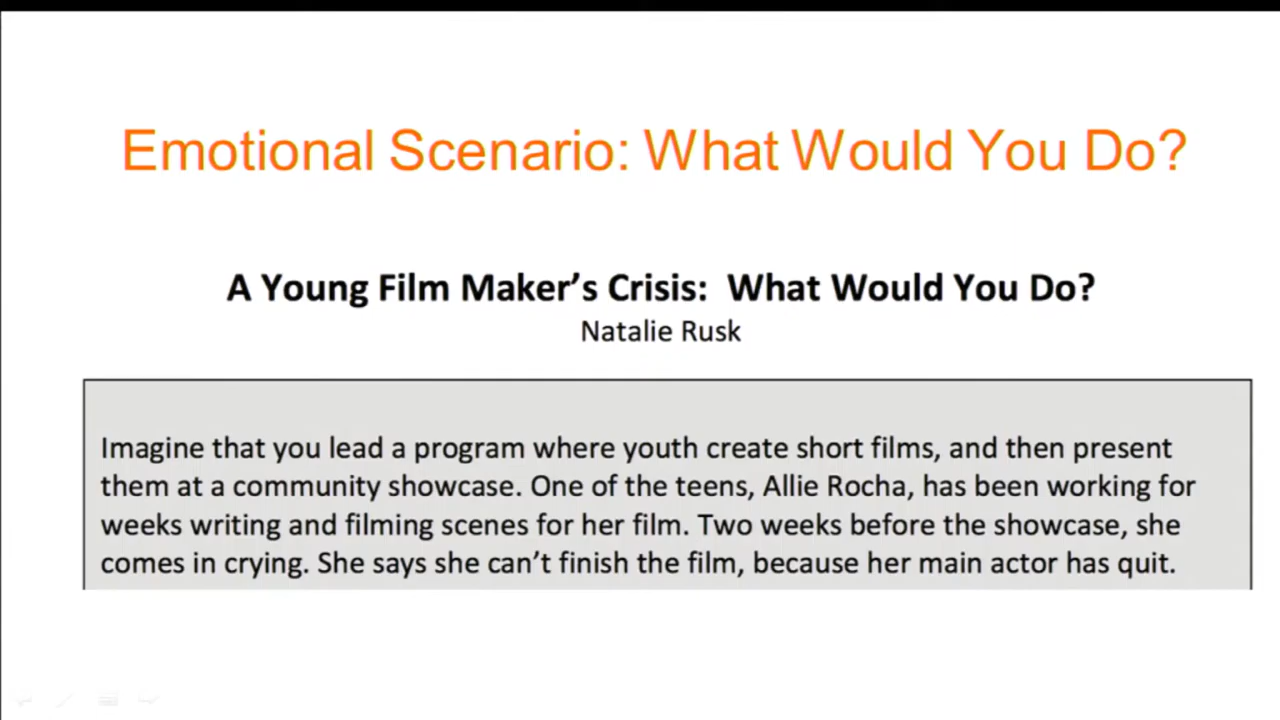 Emotional Scenario: What Would You Do?
A Young Film Maker's Crisis:  What Would You Do?
Natalie Rusk
Imagine that you lead a program where youth create short films, and then present
them at a community showcase. One of the teens, Allie Rocha, has been working for
weeks writing and filming scenes for her film. Two weeks before the showcase, she
comes in crying. She says she can't finish the film, because her main actor has quit.